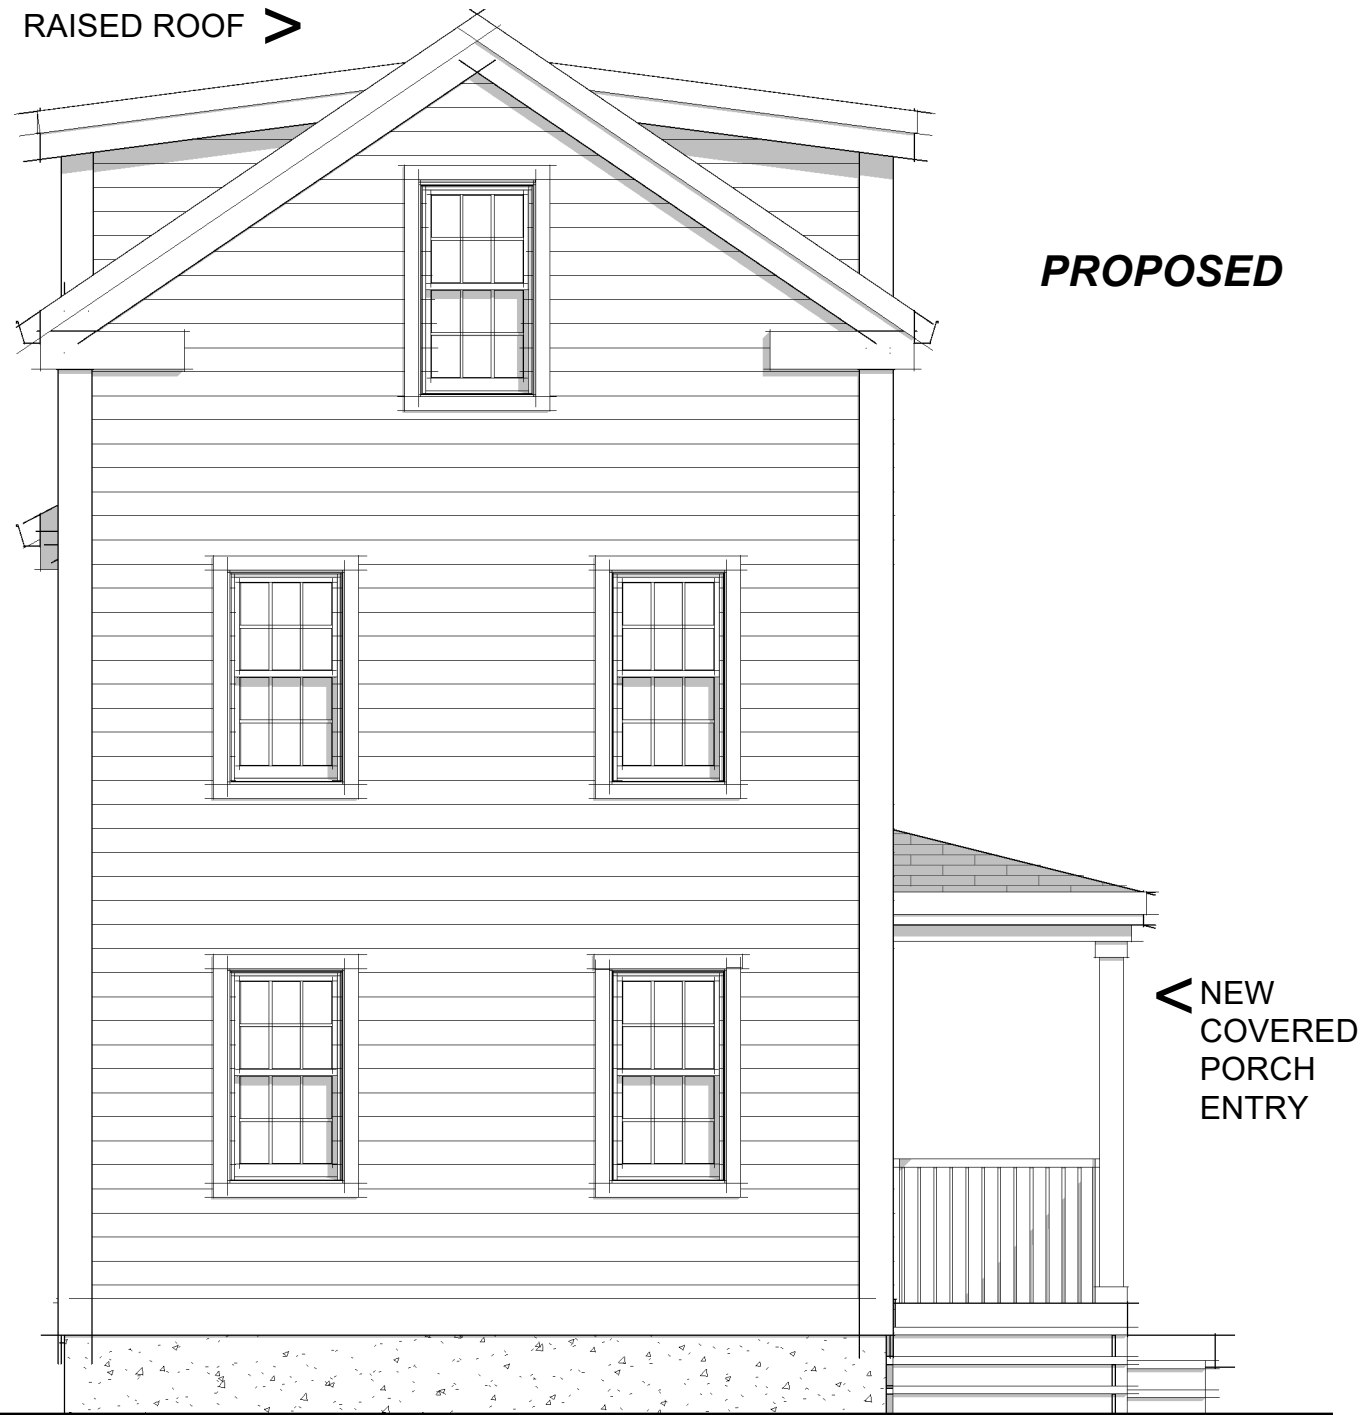 RAISED ROOF >
PROPOSED
< NEW
COVERED
PORCH
ENTRY